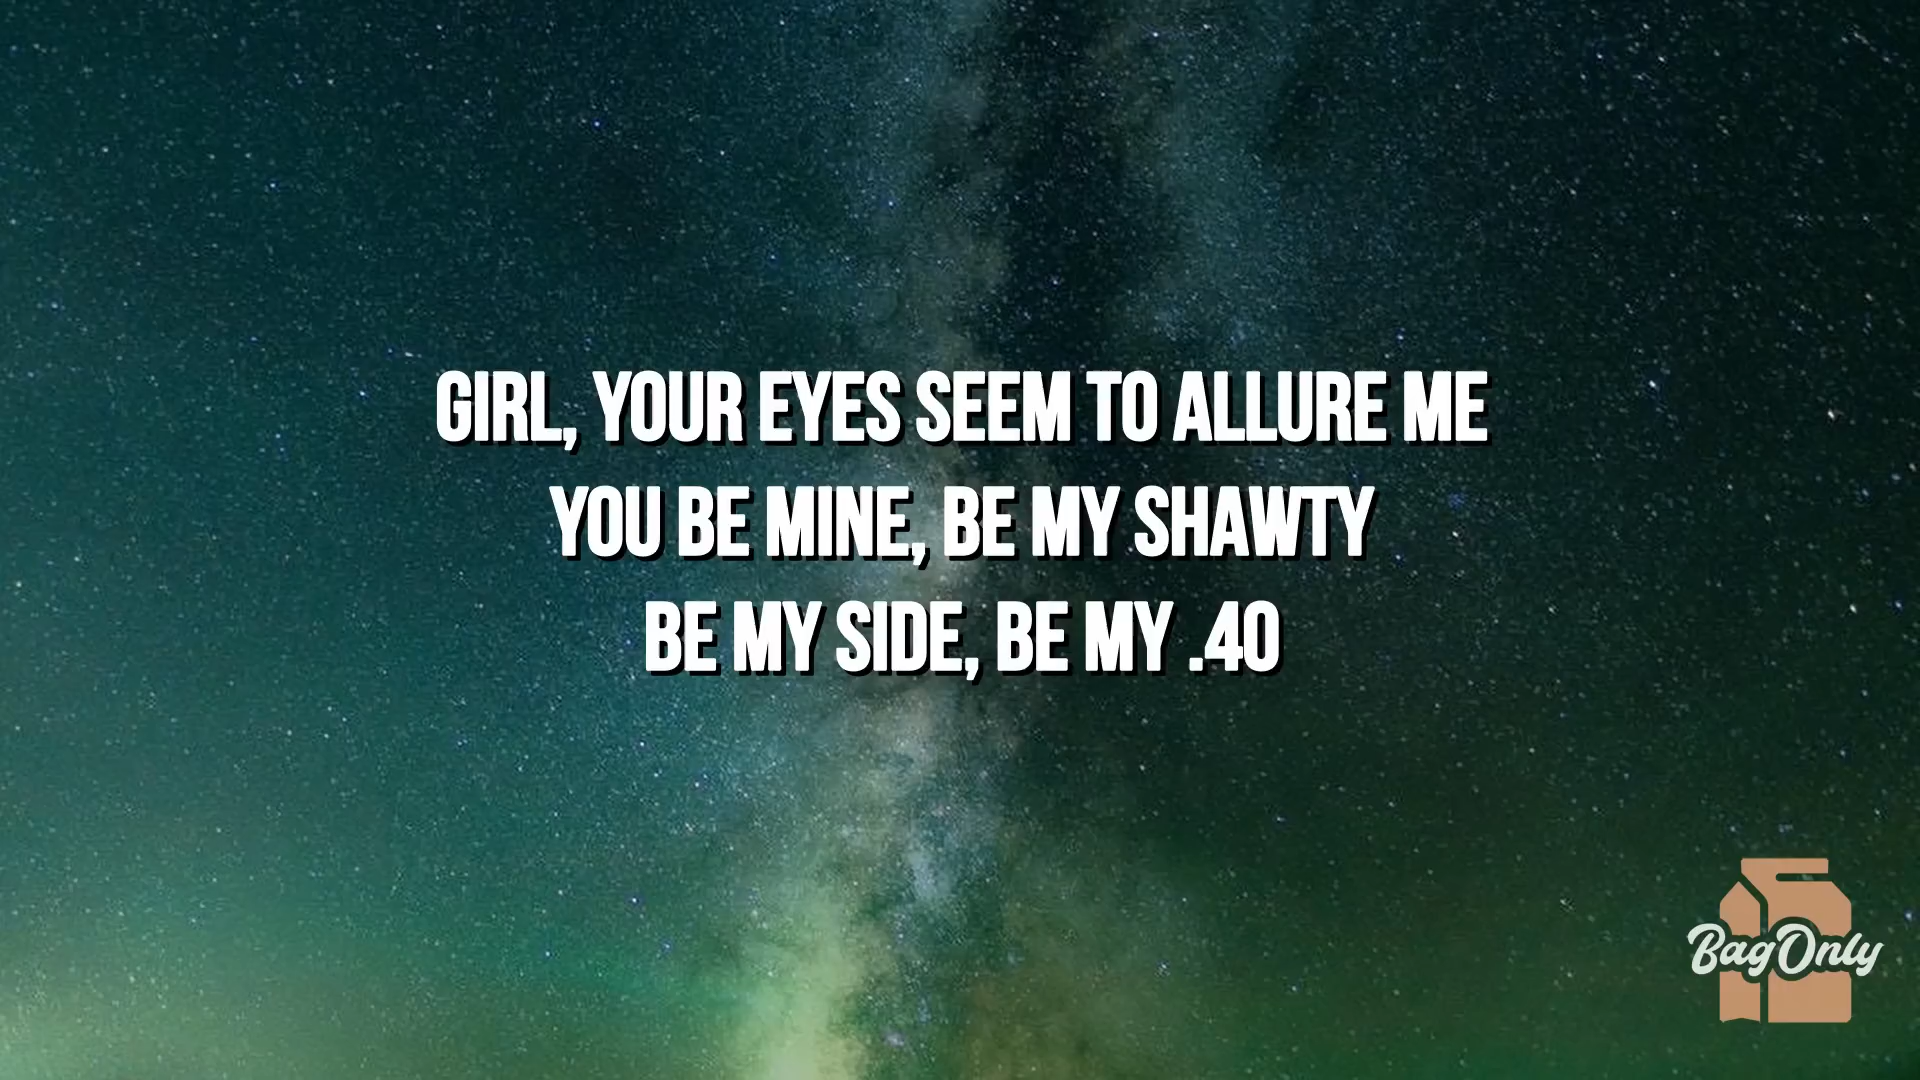 GIRL, YOUR EYES SEEM TO ALLURE ME
YOU BE MINE, BE MY SHAWTY
BE MY SIDE, BE MY .40
BagOnly